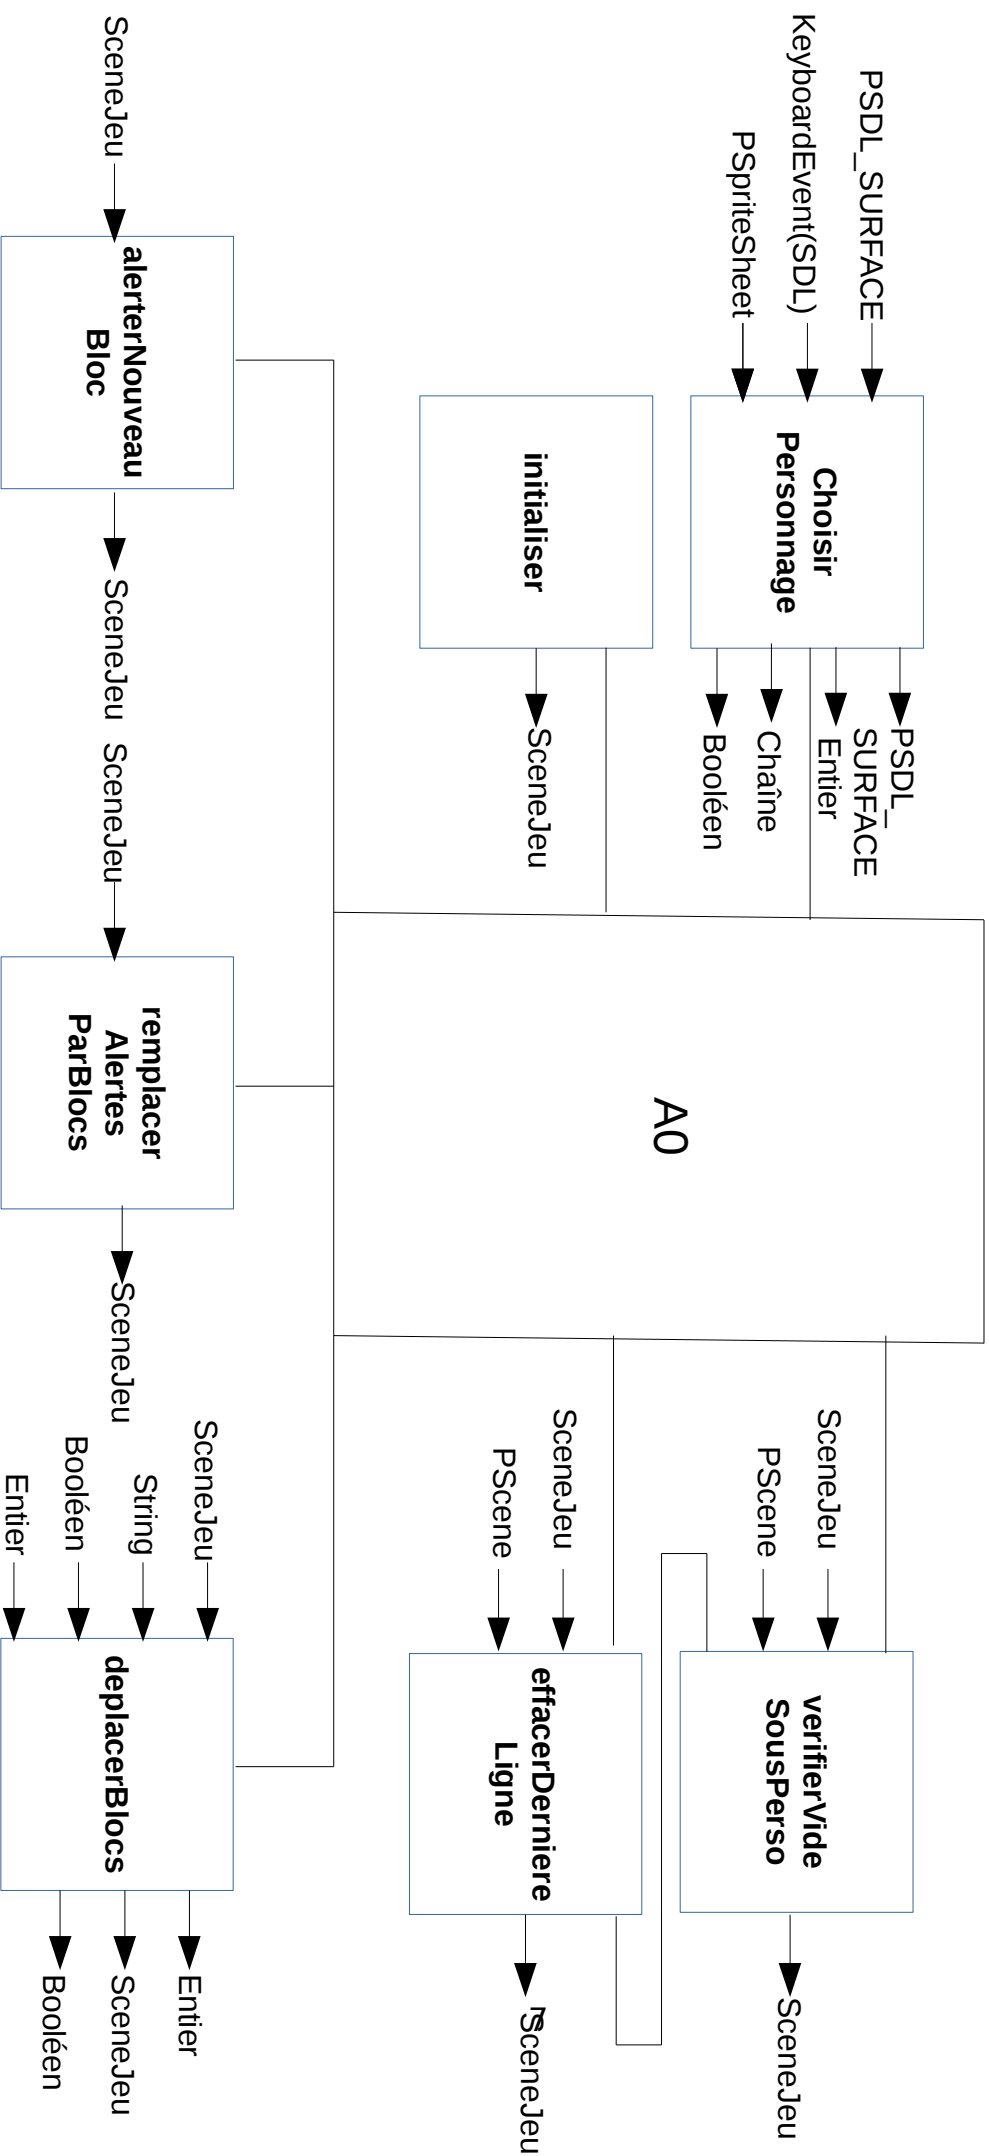 PSDL_SURFACE
KeyboardEvent(SDL)
PSpriteSheet
Choisir
Personnage
PSDL_
SURFACE
Entier
Chaîne
Booléen
initialiser
SceneJeu
A0
SceneJeu
PScene
verifierVide
SousPerso
SceneJeu
SceneJeu
PScene
effacerDerniere
Ligne
SceneJeu
SceneJeu
alerterNouveau
Bloc
SceneJeu
SceneJeu
remplacer
Alertes
ParBlocs
SceneJeu
SceneJeu
String
Booléen
Entier
deplacerBlocs
Entier
SceneJeu
Booléen